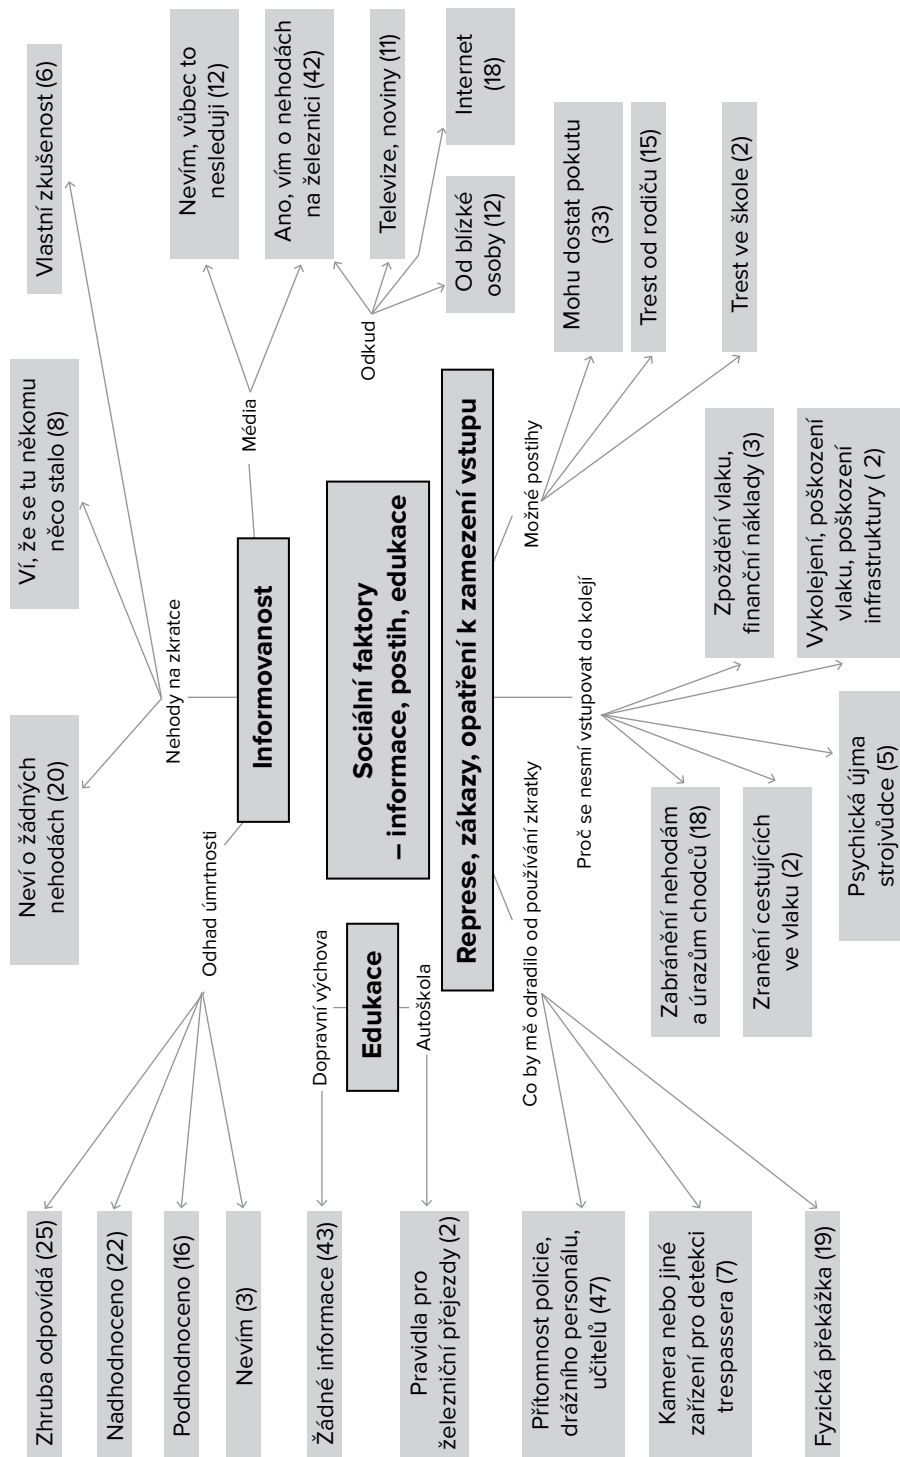 Zhruba odpovídá (25)
Nadhodnoceno (22)
Podhodnoceno (16)
Nevím (3)
Odhad úmrtnosti
Neví o žádných
nehodách (20)
Ví, že se tu někomu
něco stalo (8)
Vlastní zkušenost (6)
Nehody na zkratce
Informovanost
Média
Nevím, vůbec to
nesleduji (12)
Ano, vím o nehodách
na železnici (42)
Odkud
Televize, noviny (11)
Od blízké
osoby (12)
Internet
(18)
Žádné informace (43)
Dopravní výchova
Edukace
Autoškola
Pravidla pro
železniční přejezdy (2)
Sociální faktory
– informace, postih, edukace
Represe, zákazy, opatření k zamezení vstupu
Co by mě odradilo od používání zkratky
Přítomnost policie,
drážního personálu,
učitelů (47)
Kamera nebo jiné
zařízení pro detekci
trespassera (7)
Fyzická překážka (19)
Proč se nesmí vstupovat do kolejí
Zabránění nehodám
a úrazům chodců (18)
Zranění cestujících
ve vlaku (2)
Psychická újma
strojvůdce (5)
Zpoždění vlaku,
finanční náklady (3)
Vykolejení, poškození
vlaku, poškození
infrastruktury ( 2)
Možné postihy
Mohu dostat pokutu
(33)
Trest od rodiču (15)
Trest ve škole (2)